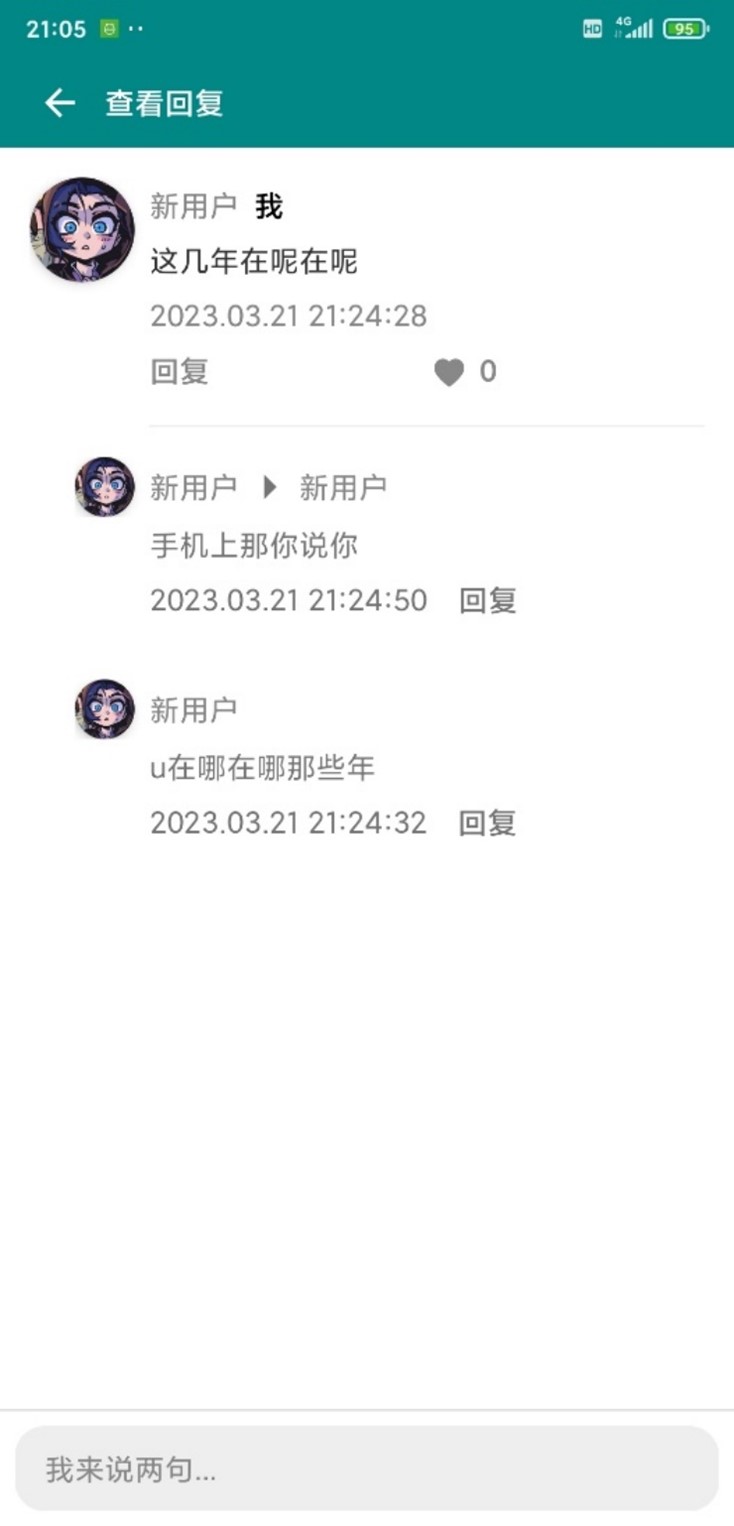 21:05 HD 4G 95
查看回复
新用户 我
这几年在呢在呢
2023.03.21 21:24:28
回复 0
新用户 新用户
手机上那你说你
2023.03.21 21:24:50 回复
新用户
u在哪在哪那些年
2023.03.21 21:24:32 回复
我来说两句...